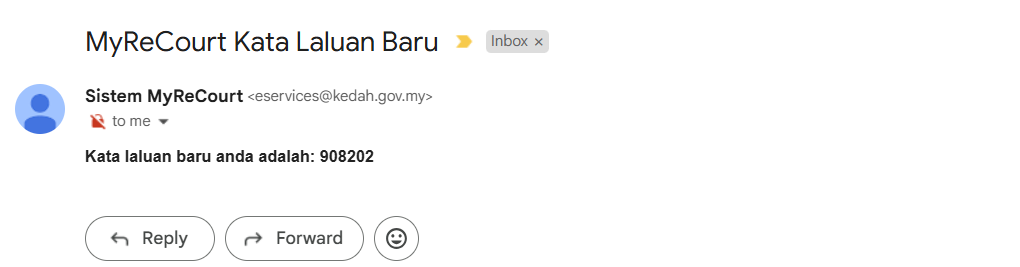 MyReCourt Kata Laluan Baru Inbox ×
Sistem MyReCourt <eservices@kedah.gov.my>
to me
Kata laluan baru anda adalah: 908202
Reply Forward